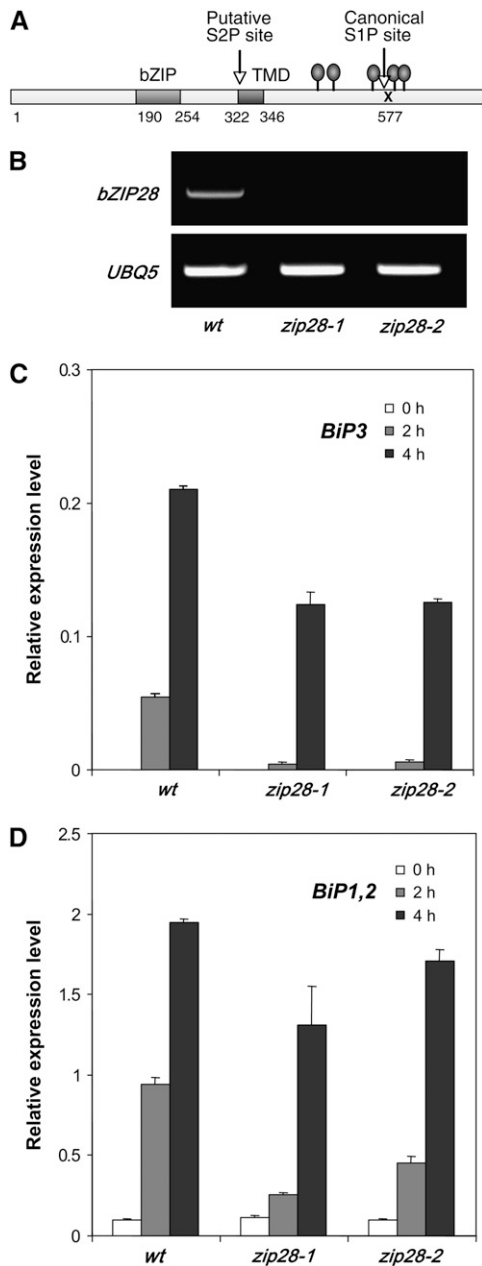 A
Putative
S2P site
Canonical
S1P site
bZIP
TMD
X
1
190 254 322 346 577
B
bZIP28
UBQ5
wt zip28-1 zip28-2
C
0.3
0.2
0.1
0
Relative expression level
BiP3
0 h
2 h
4 h
wt zip28-1 zip28-2
D
2.5
2
1.5
1
0.5
0
Relative expression level
BiP1,2
0 h
2 h
4 h
wt zip28-1 zip28-2